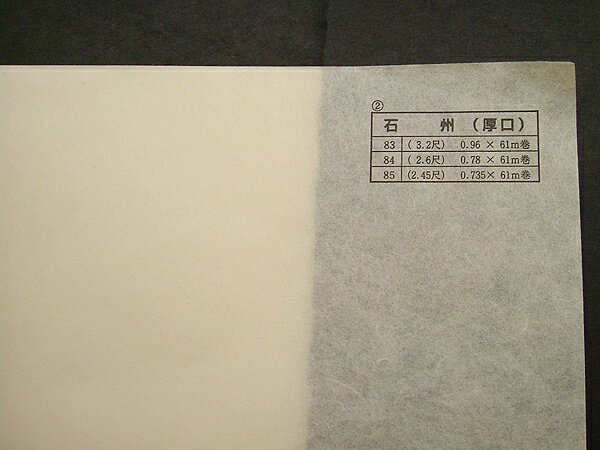 ②
石　州（厚口）
83 ( 3.2尺) 0.96 × 61m巻
84 ( 2.6尺) 0.78 × 61m巻
85 (2.45尺) 0.735× 61m巻